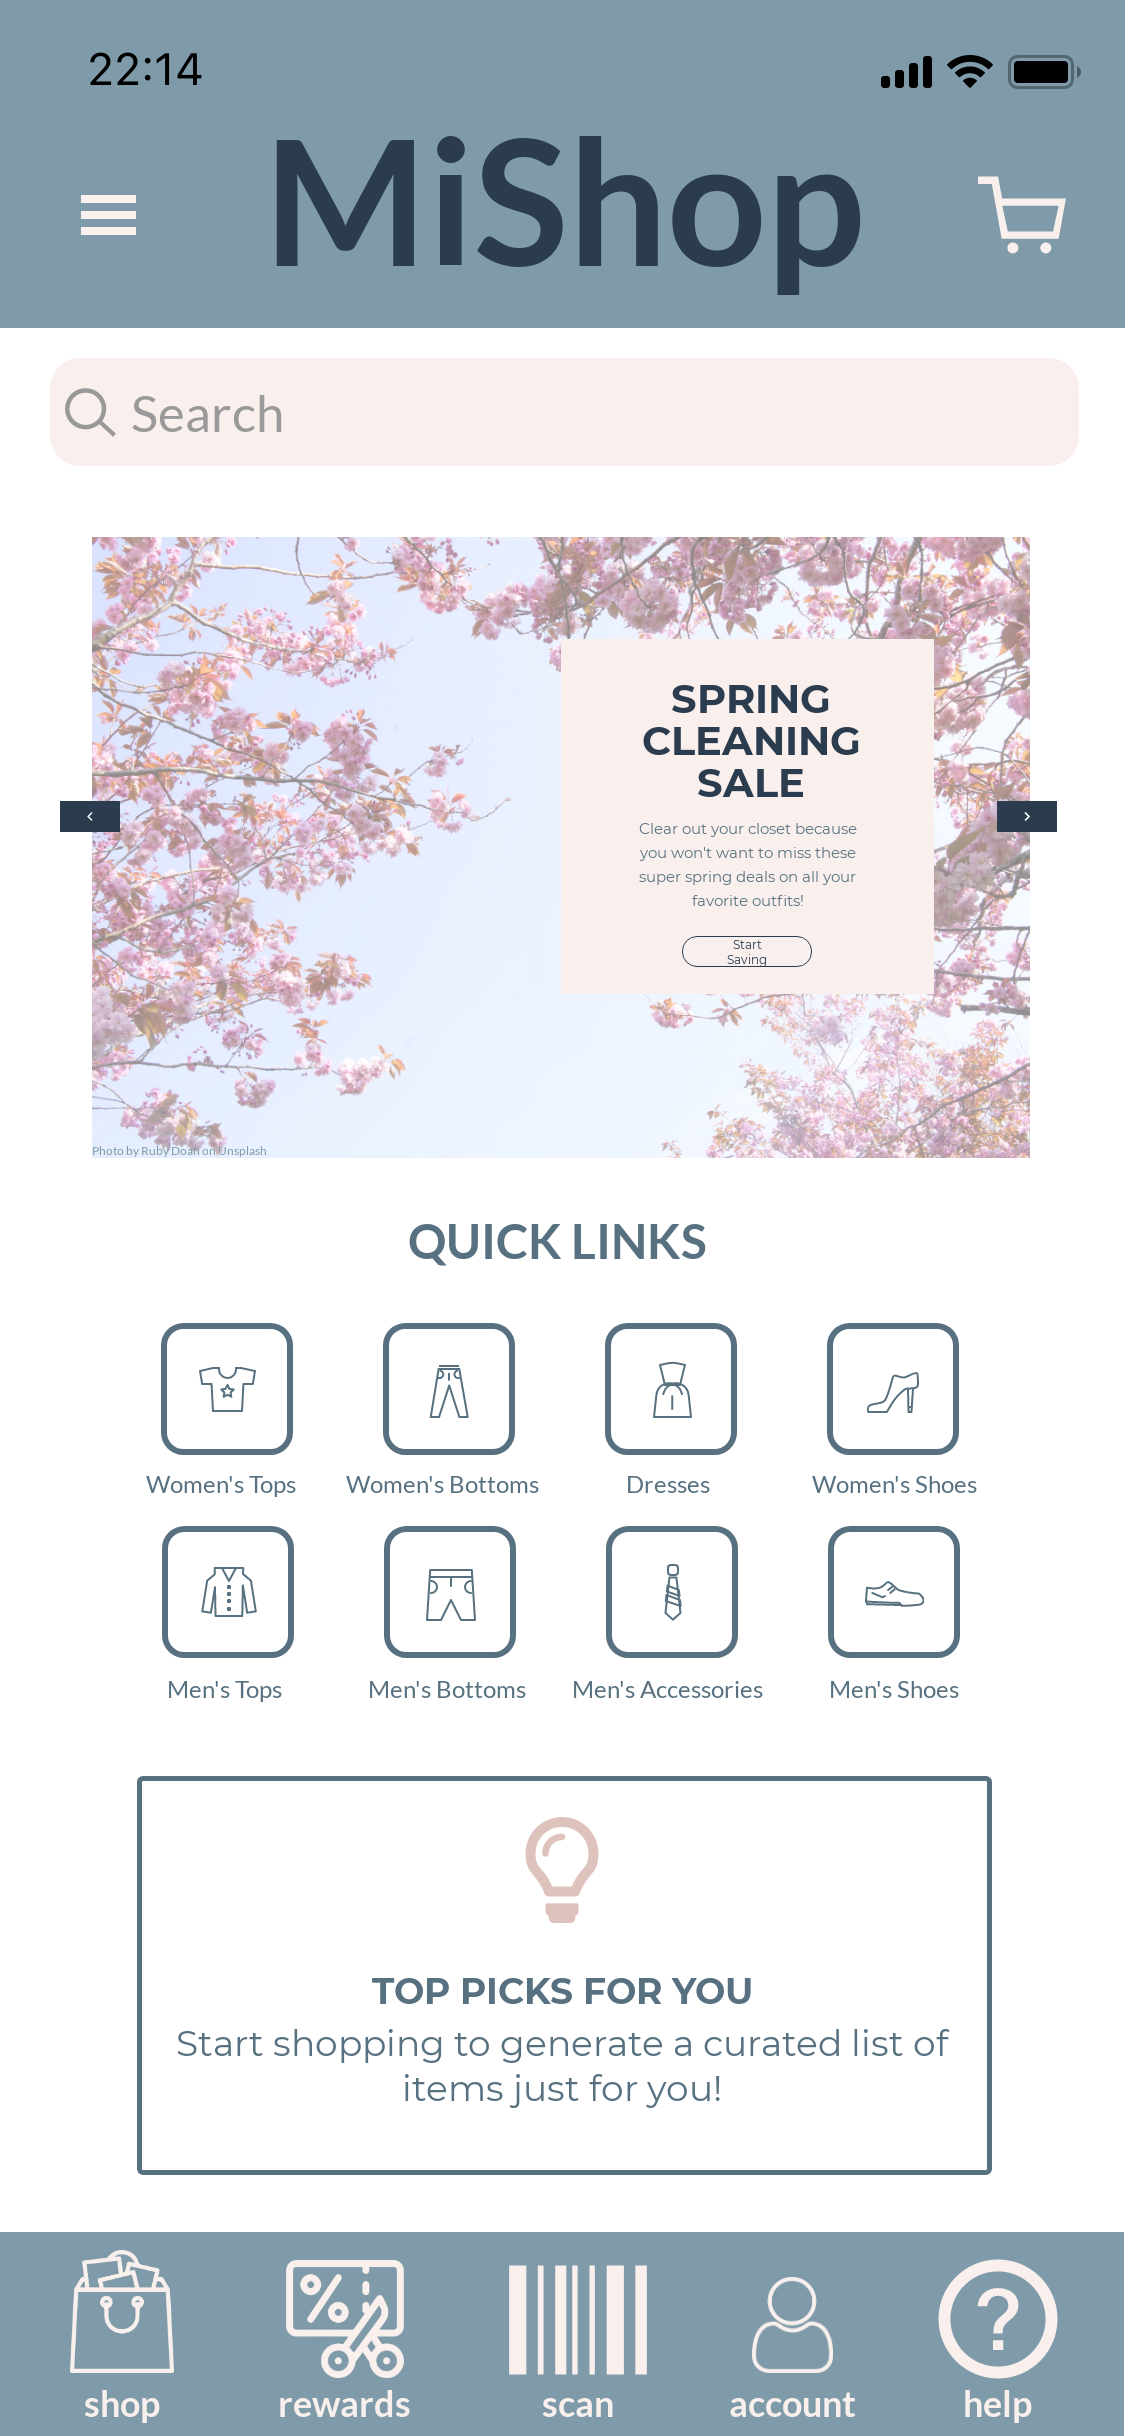 22:14
MiShop
Search
SPRING
CLEANING
SALE
Clear out your closet because
you won't want to miss these
super spring deals on all your
favorite outfits!
Start
Saving
Photo by Ruby Doan on Unsplash
QUICK LINKS
Women's Tops
Women's Bottoms
Dresses
Women's Shoes
Men's Tops
Men's Bottoms
Men's Accessories
Men's Shoes
TOP PICKS FOR YOU
Start shopping to generate a curated list of
items just for you!
shop
rewards
scan
account
help